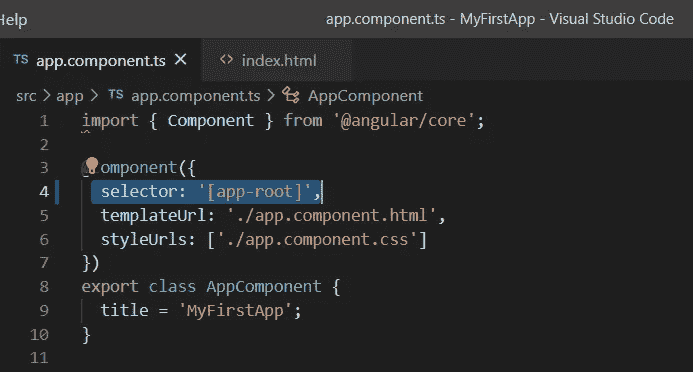 Help
app.component.ts - MyFirstApp - Visual Studio Code
TS app.component.ts ✕ <> index.html
src > app > TS app.component.ts > AppComponent
1 import { Component } from '@angular/core';
2
3 @Component({
4 selector: '[app-root]',
5 templateUrl: './app.component.html',
6 styleUrls: ['./app.component.css']
7 })
8 export class AppComponent {
9 title = 'MyFirstApp';
10 }
11